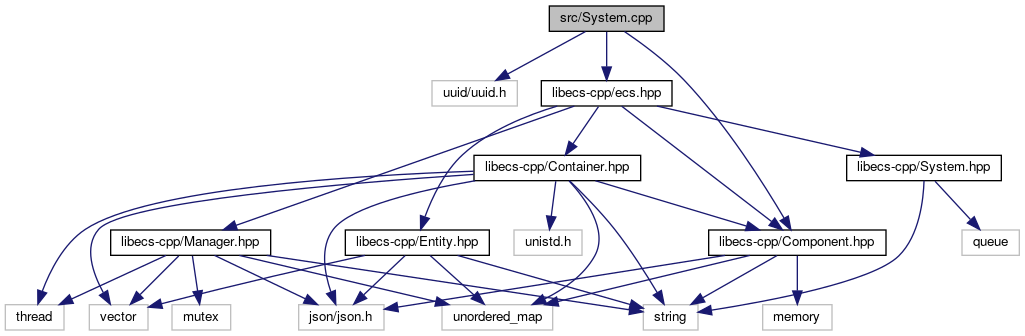 src/System.cpp
uuid/uuid.h
libecs-cpp/ecs.hpp
libecs-cpp/Container.hpp
libecs-cpp/System.hpp
libecs-cpp/Manager.hpp
libecs-cpp/Entity.hpp
unistd.h
libecs-cpp/Component.hpp
queue
thread
vector
mutex
json/json.h
unordered_map
string
memory